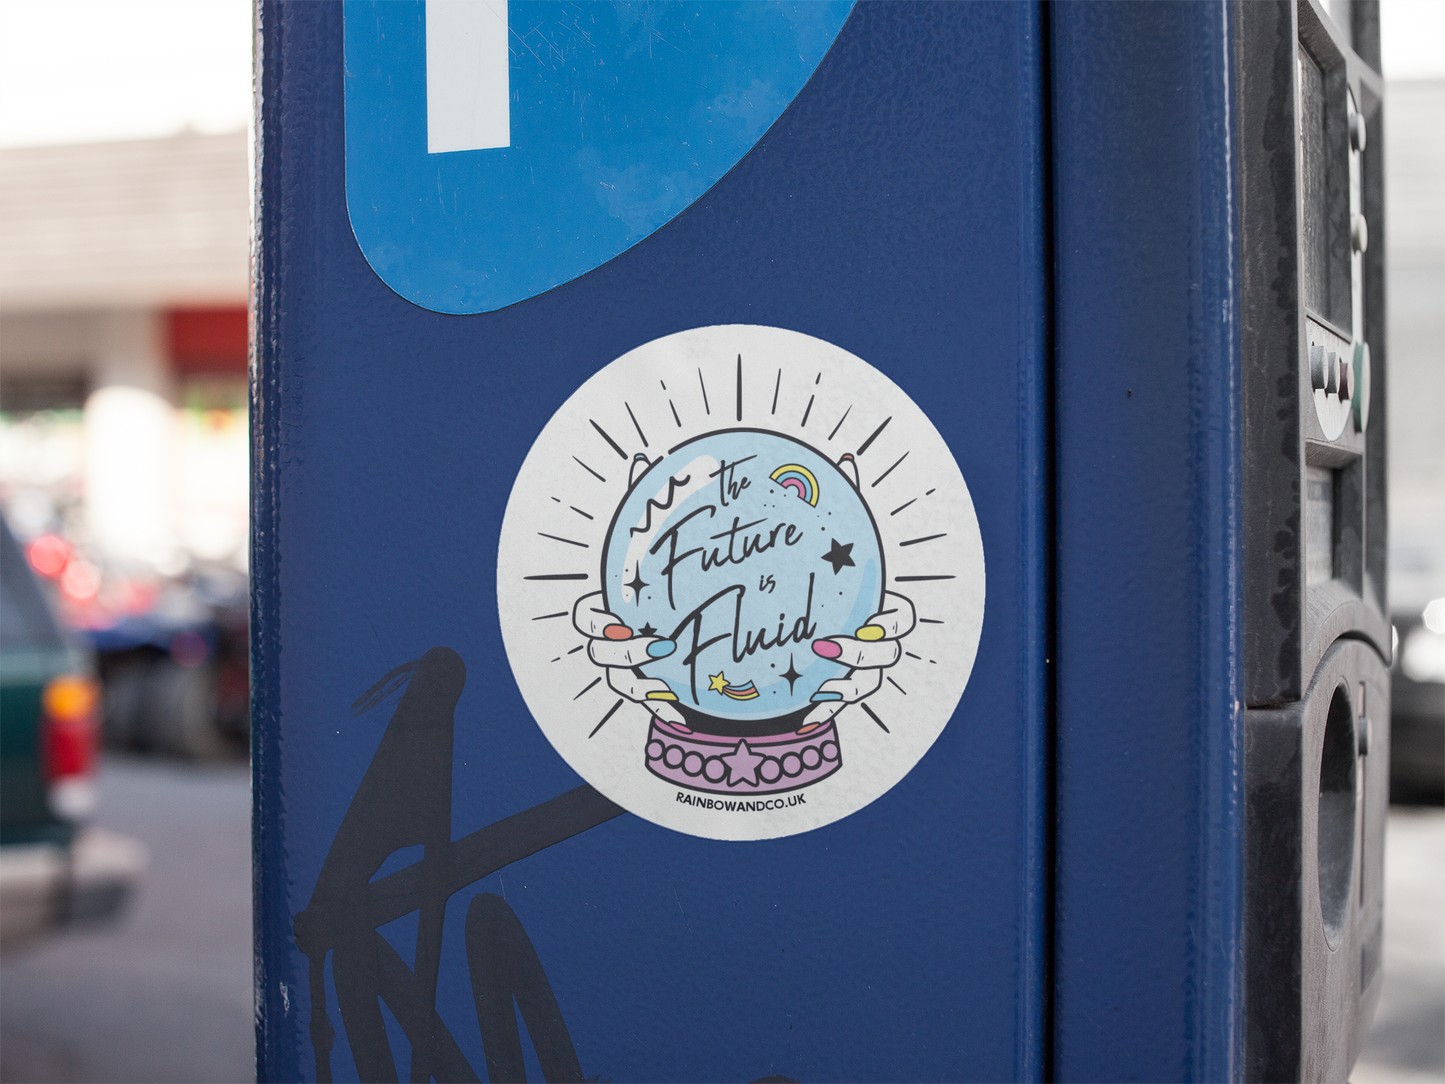 the
Future
is
Fluid
RAINBOWANDCO.UK